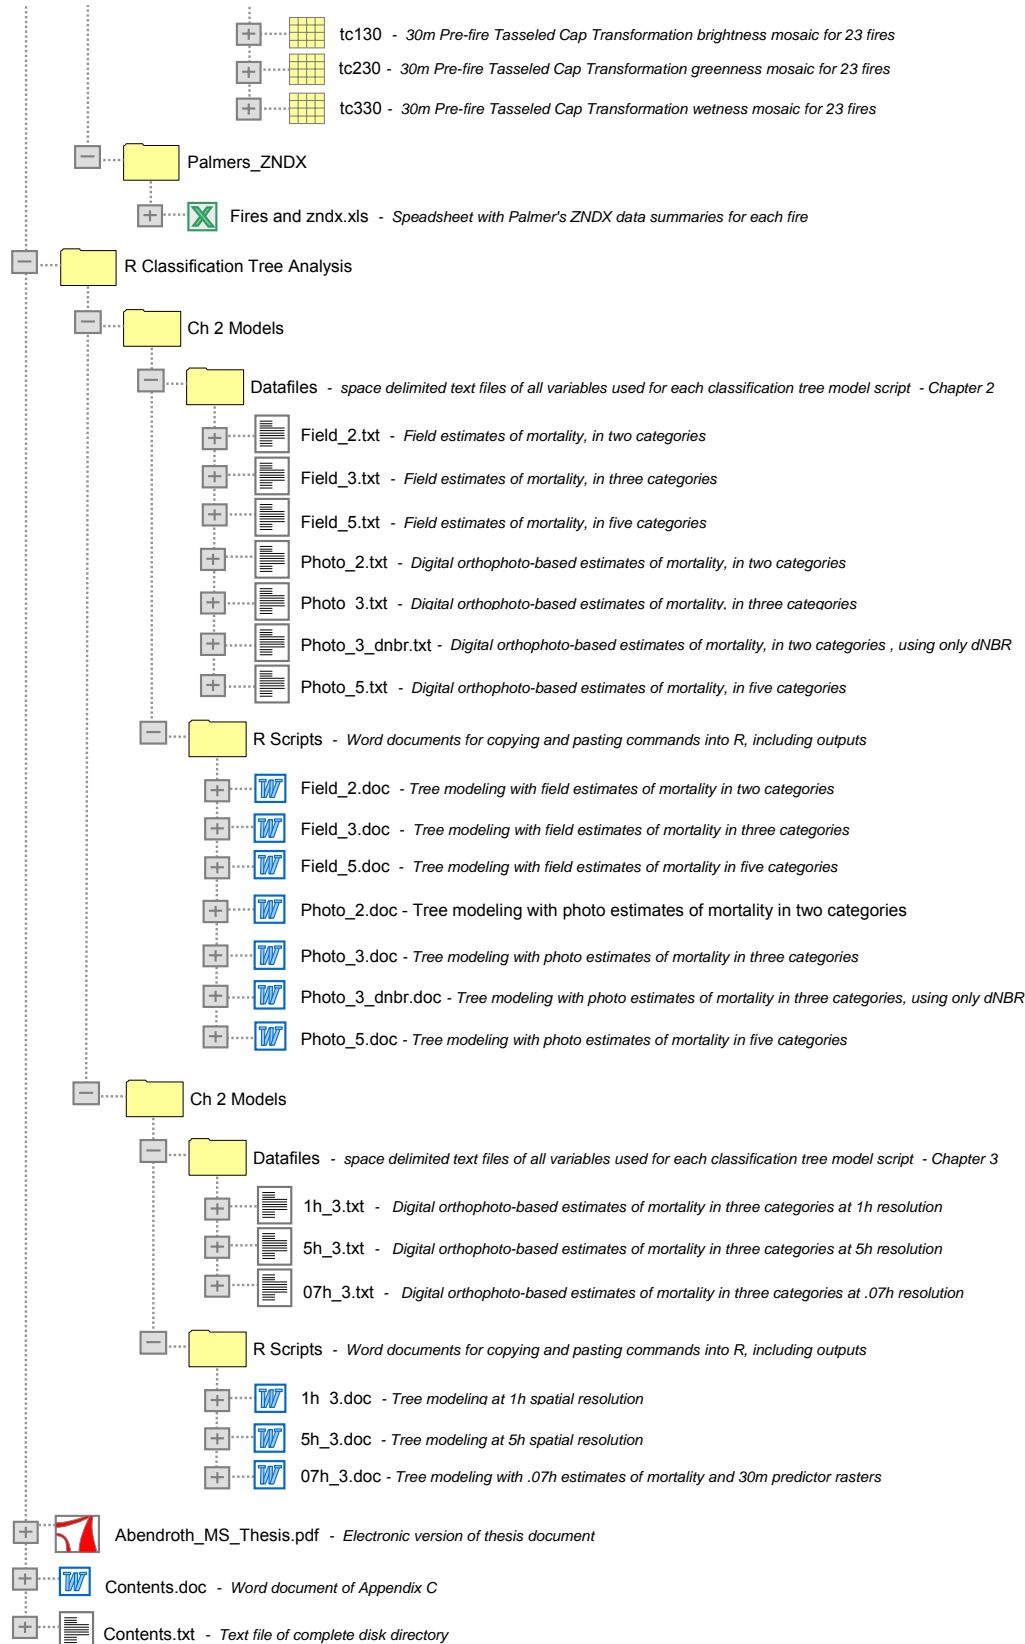 tc130 - 30m Pre-fire Tasseled Cap Transformation brightness mosaic for 23 fires
tc230 - 30m Pre-fire Tasseled Cap Transformation greenness mosaic for 23 fires
tc330 - 30m Pre-fire Tasseled Cap Transformation wetness mosaic for 23 fires
Palmers_ZNDX
Fires and zndx.xls - Speadsheet with Palmer's ZNDX data summaries for each fire
R Classification Tree Analysis
Ch 2 Models
Datafiles - space delimited text files of all variables used for each classification tree model script - Chapter 2
Field_2.txt - Field estimates of mortality, in two categories
Field_3.txt - Field estimates of mortality, in three categories
Field_5.txt - Field estimates of mortality, in five categories
Photo_2.txt - Digital orthophoto-based estimates of mortality, in two categories
Photo_3.txt - Digital orthophoto-based estimates of mortality, in three categories
Photo_3_dnbr.txt - Digital orthophoto-based estimates of mortality, in two categories , using only dNBR
Photo_5.txt - Digital orthophoto-based estimates of mortality, in five categories
R Scripts - Word documents for copying and pasting commands into R, including outputs
Field_2.doc - Tree modeling with field estimates of mortality in two categories
Field_3.doc - Tree modeling with field estimates of mortality in three categories
Field_5.doc - Tree modeling with field estimates of mortality in five categories
Photo_2.doc - Tree modeling with photo estimates of mortality in two categories
Photo_3.doc - Tree modeling with photo estimates of mortality in three categories
Photo_3_dnbr.doc - Tree modeling with photo estimates of mortality in three categories, using only dNBR
Photo_5.doc - Tree modeling with photo estimates of mortality in five categories
Ch 2 Models
Datafiles - space delimited text files of all variables used for each classification tree model script - Chapter 3
1h_3.txt - Digital orthophoto-based estimates of mortality in three categories at 1h resolution
5h_3.txt - Digital orthophoto-based estimates of mortality in three categories at 5h resolution
07h_3.txt - Digital orthophoto-based estimates of mortality in three categories at .07h resolution
R Scripts - Word documents for copying and pasting commands into R, including outputs
1h_3.doc - Tree modeling at 1h spatial resolution
5h_3.doc - Tree modeling at 5h spatial resolution
07h_3.doc - Tree modeling with .07h estimates of mortality and 30m predictor rasters
Abendroth_MS_Thesis.pdf - Electronic version of thesis document
Contents.doc - Word document of Appendix C
Contents.txt - Text file of complete disk directory